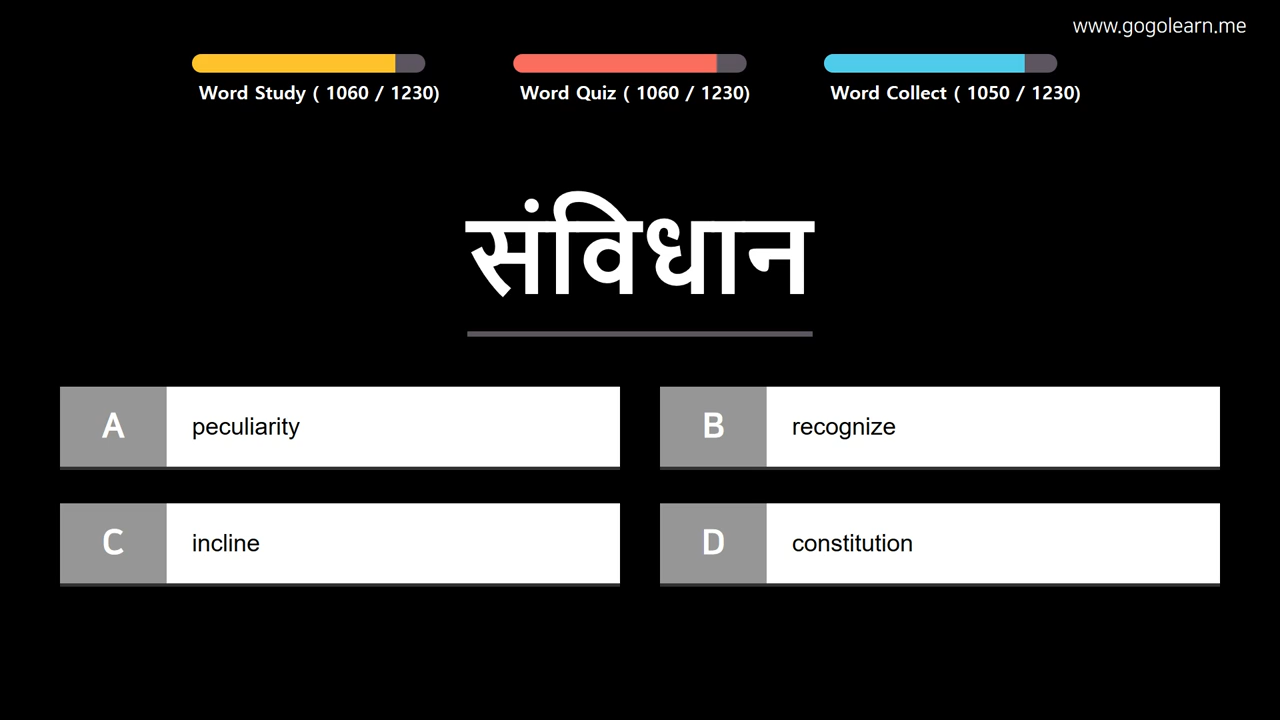 www.gogolearn.me
Word Study ( 1060 / 1230)
Word Quiz ( 1060 / 1230)
Word Collect ( 1050 / 1230)
संविधान
A peculiarity
B recognize
C incline
D constitution